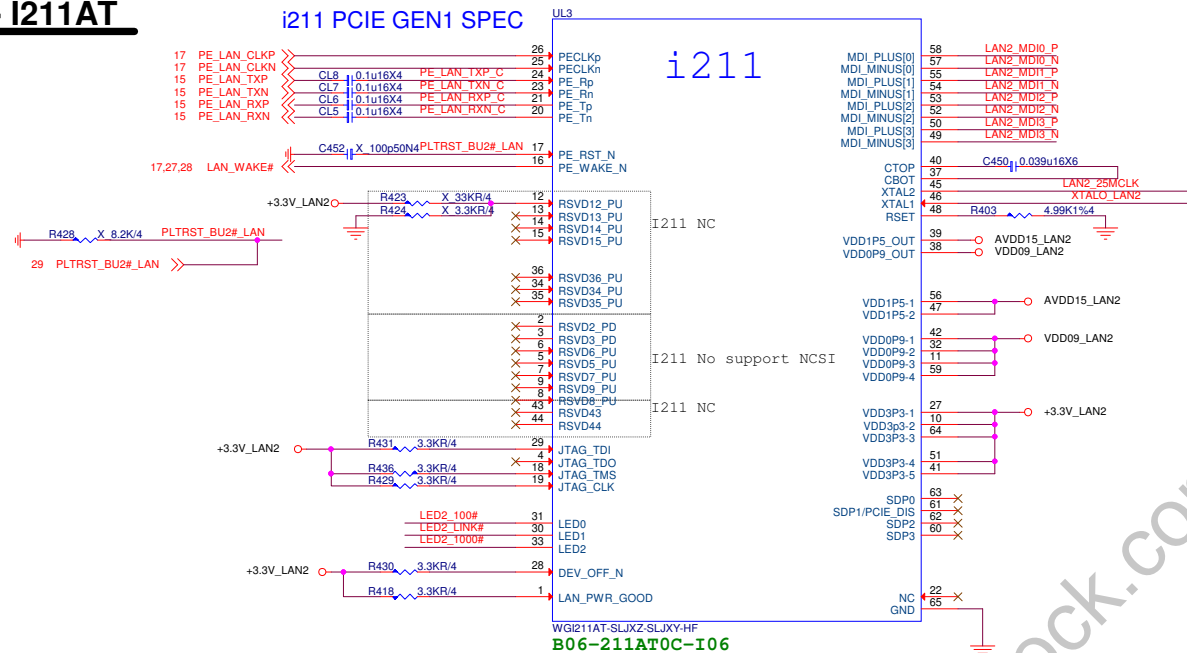 I211AT
i211 PCIE GEN1 SPEC
UL3
i211
17 PE_LAN_CLKP
17 PE_LAN_CLKN
15 PE_LAN_TXP CL8 0.1u16X4 PE_LAN_TXP_C
15 PE_LAN_TXN CL7 0.1u16X4 PE_LAN_TXN_C
15 PE_LAN_RXP CL6 0.1u16X4 PE_LAN_RXP_C
15 PE_LAN_RXN CL5 0.1u16X4 PE_LAN_RXN_C
26 PECLKp
25 PECLKn
24 PE_Rp
23 PE_Rn
21 PE_Tp
20 PE_Tn
C452 X_100p50N4 PLTRST_BU2#_LAN 17 PE_RST_N
17,27,28 LAN_WAKE# 16 PE_WAKE_N
+3.3V_LAN2 R423 X_33KR/4 12 RSVD12_PU
R424 X_3.3KR/4 13 RSVD13_PU
14 RSVD14_PU
15 RSVD15_PU
I211 NC
R428 X_8.2K/4 PLTRST_BU2#_LAN
29 PLTRST_BU2#_LAN
36 RSVD36_PU
34 RSVD34_PU
35 RSVD35_PU
2 RSVD2_PD
3 RSVD3_PD
6 RSVD6_PU
5 RSVD5_PU
7 RSVD7_PU
9 RSVD9_PU
8 RSVD8_PU
I211 No support NCSI
43 RSVD43
44 RSVD44
I211 NC
+3.3V_LAN2 R431 3.3KR/4 29 JTAG_TDI
4 JTAG_TDO
R436 3.3KR/4 18 JTAG_TMS
R429 3.3KR/4 19 JTAG_CLK
LED2_100# 31 LED0
LED2_LINK# 30 LED1
LED2_1000# 33 LED2
+3.3V_LAN2 R430 3.3KR/4 28 DEV_OFF_N
R418 3.3KR/4 1 LAN_PWR_GOOD
MDI_PLUS[0] 58 LAN2_MDI0_P
MDI_MINUS[0] 57 LAN2_MDI0_N
MDI_PLUS[1] 55 LAN2_MDI1_P
MDI_MINUS[1] 54 LAN2_MDI1_N
MDI_PLUS[2] 53 LAN2_MDI2_P
MDI_MINUS[2] 52 LAN2_MDI2_N
MDI_PLUS[3] 50 LAN2_MDI3_P
MDI_MINUS[3] 49 LAN2_MDI3_N
CTOP 40 C450 0.039u16X6
CBOT 37
XTAL2 45 LAN2_25MCLK
XTAL1 46 XTALO_LAN2
RSET 48 R403 4.99K1%4
VDD1P5_OUT 39 AVDD15_LAN2
VDD0P9_OUT 38 VDD09_LAN2
VDD1P5-1 56 AVDD15_LAN2
VDD1P5-2 47
VDD0P9-1 42 VDD09_LAN2
VDD0P9-2 32
VDD0P9-3 11
VDD0P9-4 59
VDD3P3-1 27 +3.3V_LAN2
VDD3p3-2 10
VDD3P3-3 64
VDD3P3-4 51
VDD3P3-5 41
SDP0 63
SDP1/PCIE_DIS 61
SDP2 62
SDP3 60
NC 22
GND 65
WGI211AT-SLJXZ-SLJXY-HF
B06-211AT0C-I06
ock.co